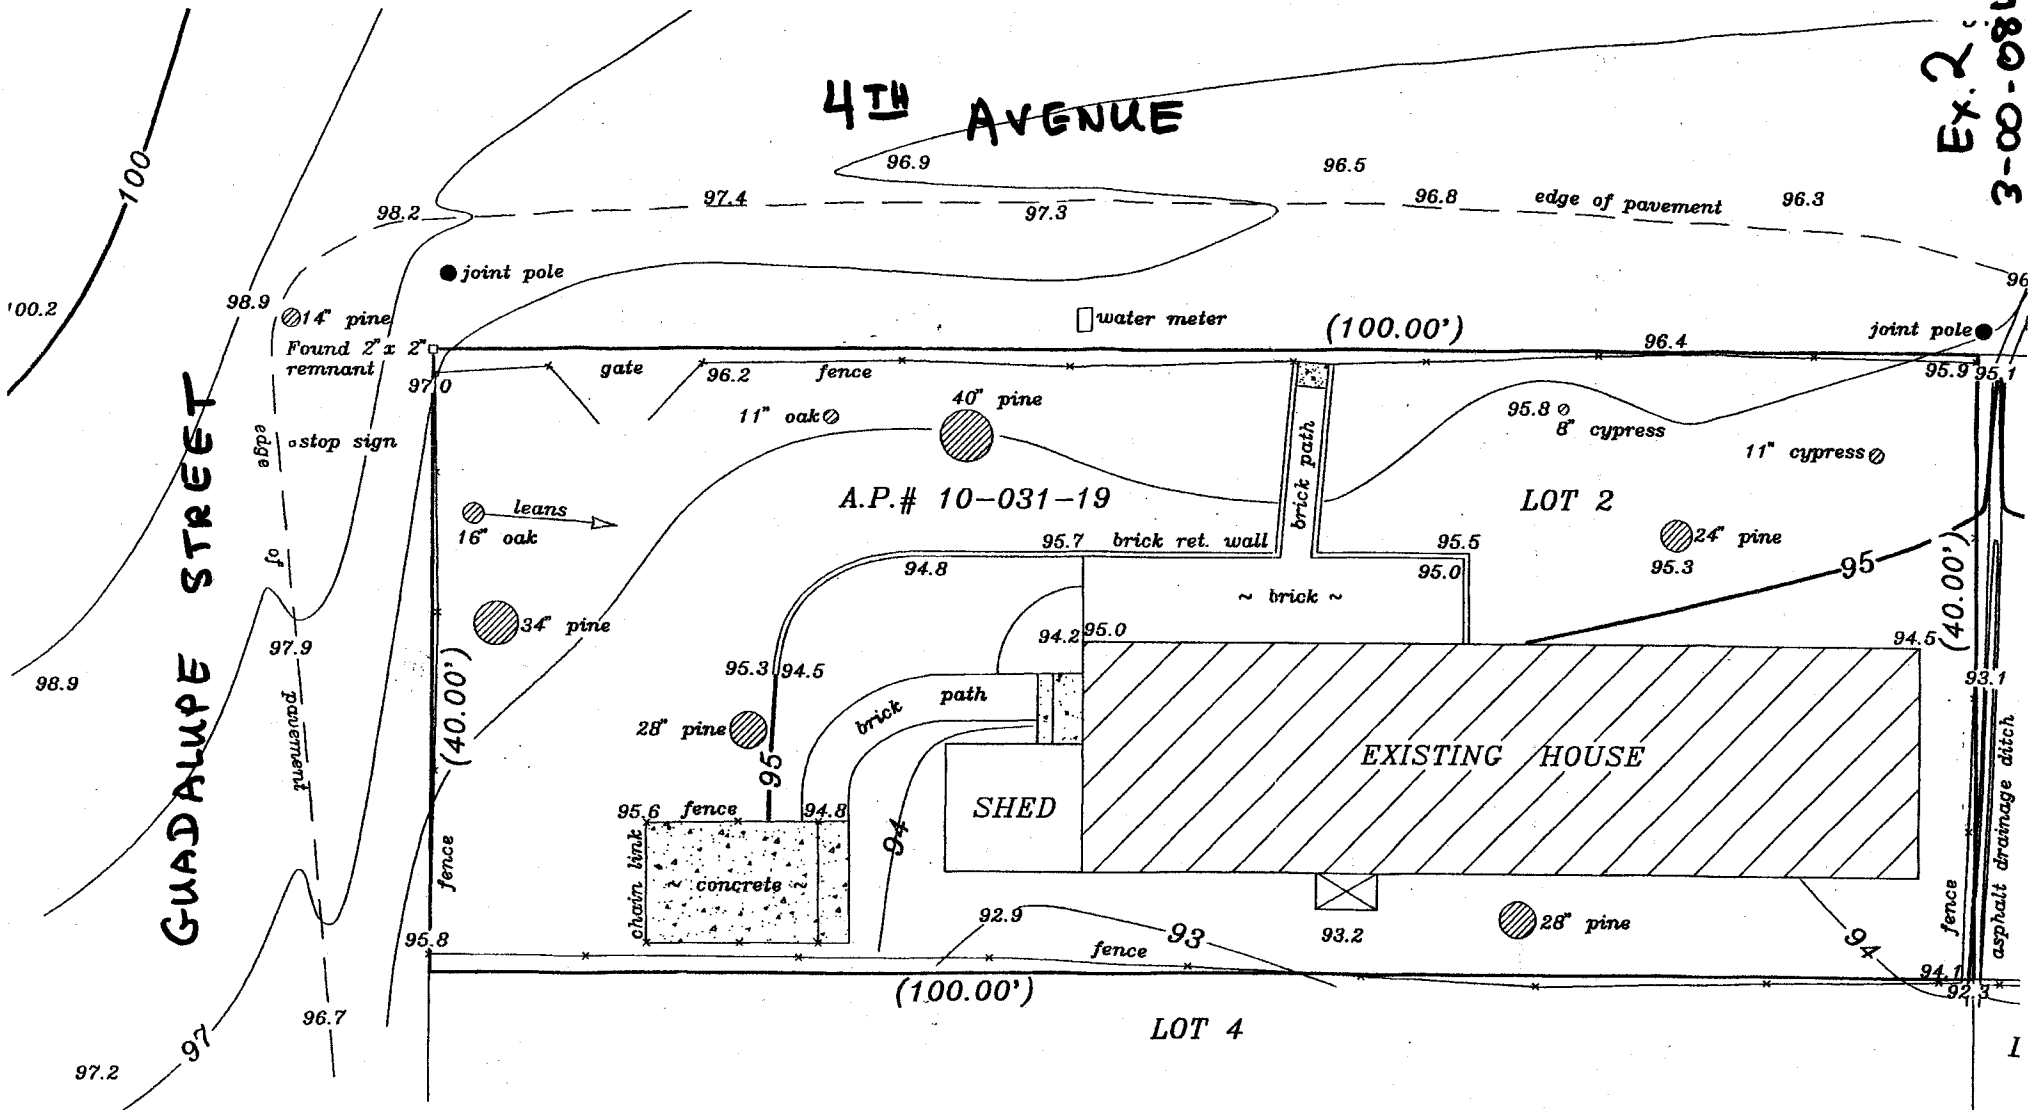 Ex. 2
4TH AVENUE
100
96.9
96.5
98.2
97.4
97.3
96.8
edge of pavement
96.3
joint pole
98.9
14" pine
100.2
water meter
(100.00')
joint pole
96.4
Found 2"x 2"
remnant
97.0
gate
96.2
fence
95.9
95.1
40" pine
11" oak
95.8
8" cypress
11" cypress
edge of pavement
stop sign
GUADALUPE STREET
leans
16" oak
A.P.# 10-031-19
brick path
LOT 2
95.7
brick ret. wall
95.5
24" pine
94.8
95.0
95.3
95
(40.00')
~ brick ~
34" pine
97.9
94.2
95.0
94.5
95.3
94.5
98.9
93.1
(40.00')
brick path
28" pine
95
EXISTING HOUSE
asphalt drainage ditch
95.6
fence
94.8
SHED
94
chain link
~ concrete ~
fence
fence
92.9
93
93.2
28" pine
94
95.8
fence
94.1
92.3
(100.00')
96.7
LOT 4
97
97.2